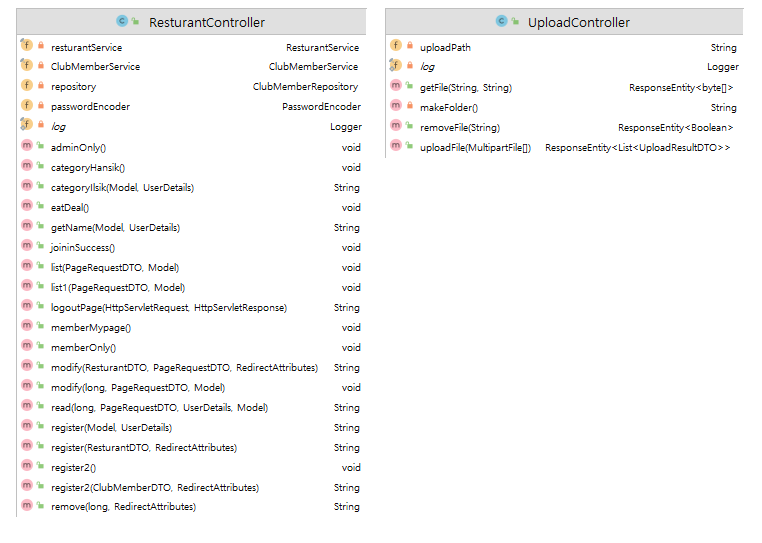 ResturantController
resturantService ResturantService
ClubMemberService ClubMemberService
repository ClubMemberRepository
passwordEncoder PasswordEncoder
log Logger
adminOnly() void
categoryHansik() void
categoryIlsik(Model, UserDetails) String
eatDeal() void
getName(Model, UserDetails) String
joininSuccess() void
list(PageRequestDTO, Model) void
list1(PageRequestDTO, Model) void
logoutPage(HttpServletRequest, HttpServletResponse) String
memberMypage() void
memberOnly() void
modify(ResturantDTO, PageRequestDTO, RedirectAttributes) String
modify(long, PageRequestDTO, Model) void
read(long, PageRequestDTO, UserDetails, Model) String
register(Model, UserDetails) String
register(ResturantDTO, RedirectAttributes) String
register2() void
register2(ClubMemberDTO, RedirectAttributes) String
remove(long, RedirectAttributes) String
UploadController
uploadPath String
log Logger
getFile(String, String) ResponseEntity<byte[]>
makeFolder() String
removeFile(String) ResponseEntity<Boolean>
uploadFile(MultipartFile[]) ResponseEntity<List<UploadResultDTO>>